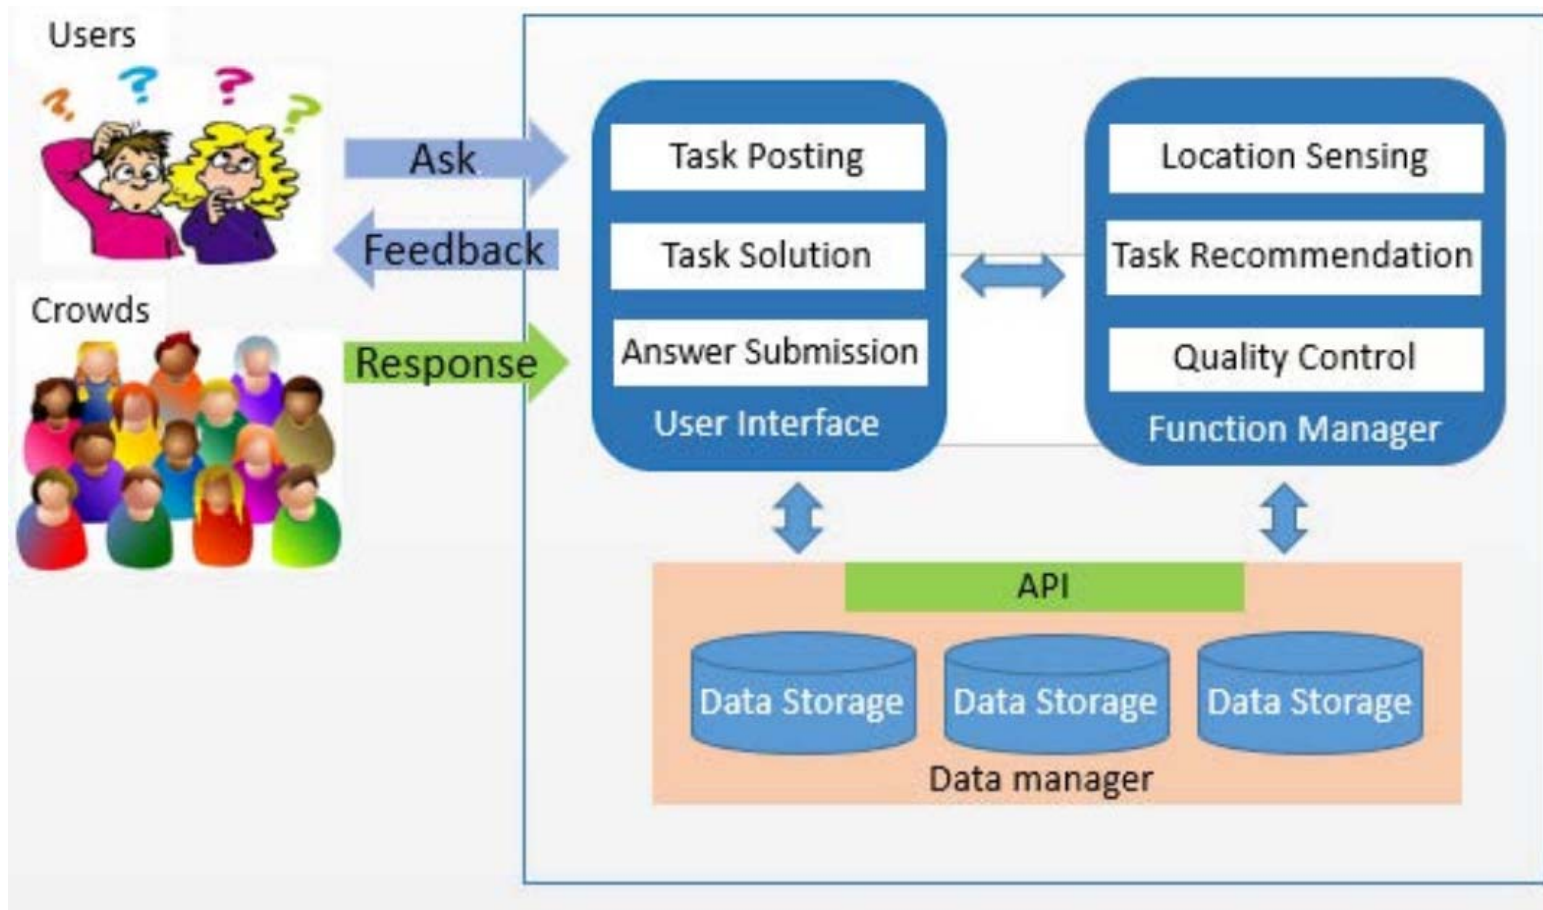 Users
Ask
Feedback
Crowds
Response
Task Posting
Task Solution
Answer Submission
User Interface
Location Sensing
Task Recommendation
Quality Control
Function Manager
API
Data Storage
Data Storage
Data Storage
Data manager